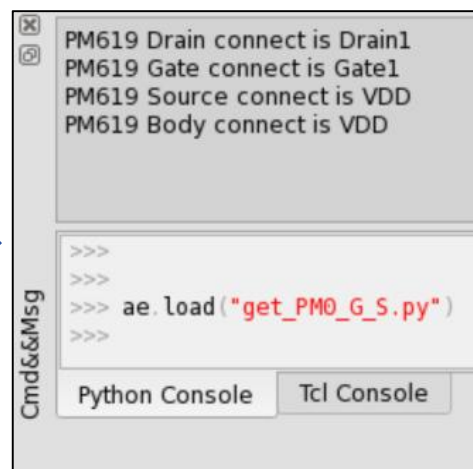 PM619 Drain connect is Drain1
PM619 Gate connect is Gate1
PM619 Source connect is VDD
PM619 Body connect is VDD
>>>
>>>
>>> ae.load("get_PM0_G_S.py")
>>>
Cmd&&Msg
Python Console
Tcl Console